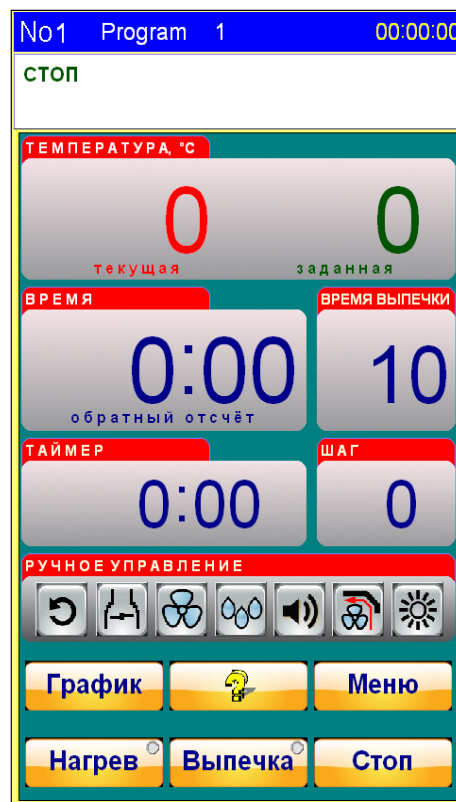 No1 Program 1 00:00:00
СТОП
ТЕМПЕРАТУРА, °С
0 0
текущая заданная
ВРЕМЯ ВРЕМЯ ВЫПЕЧКИ
0:00 10
обратный отсчёт
ТАЙМЕР ШАГ
0:00 0
РУЧНОЕ УПРАВЛЕНИЕ
График ? Меню
Нагрев Выпечка Стоп